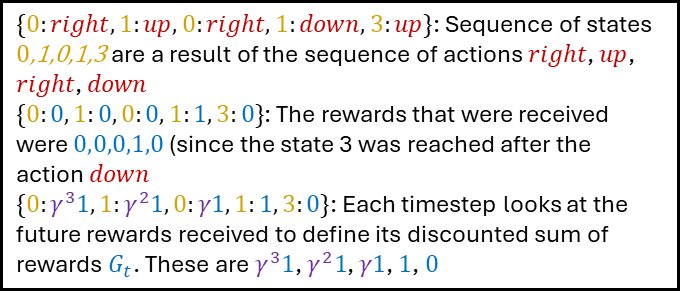 {0: right, 1: up, 0: right, 1: down, 3: up}: Sequence of states
0,1,0,1,3 are a result of the sequence of actions right, up,
right, down
{0: 0, 1: 0, 0: 0, 1: 1, 3: 0}: The rewards that were received
were 0,0,0,1,0 (since the state 3 was reached after the
action down
{0: γ³1, 1: γ²1, 0: γ1, 1: 1, 3: 0}: Each timestep looks at the
future rewards received to define its discounted sum of
rewards Gₜ. These are γ³1, γ²1, γ1, 1, 0